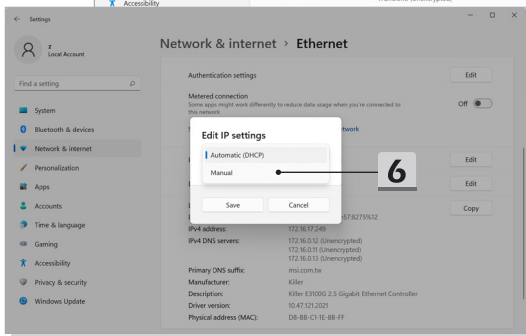 Accessibility
Settings
z
Local Account
Find a setting
System
Bluetooth & devices
Network & internet
Personalization
Apps
Accounts
Time & language
Gaming
Accessibility
Privacy & security
Windows Update
Network & internet > Ethernet
Authentication settings
Edit
Metered connection
Some apps might work differently to reduce data usage when you're connected to
this network
Off
Edit IP settings
Automatic (DHCP)
Manual
6
Save
Cancel
Edit
Edit
Copy
IPv4 address: 172.16.17.249
IPv4 DNS servers: 172.16.0.12 (Unencrypted)
172.16.0.11 (Unencrypted)
172.16.0.13 (Unencrypted)
Primary DNS suffix: msi.com.tw
Manufacturer: Killer
Description: Killer E3100G 2.5 Gigabit Ethernet Controller
Driver version: 10.47.121.2021
Physical address (MAC): D8-BB-C1-1E-8B-FF